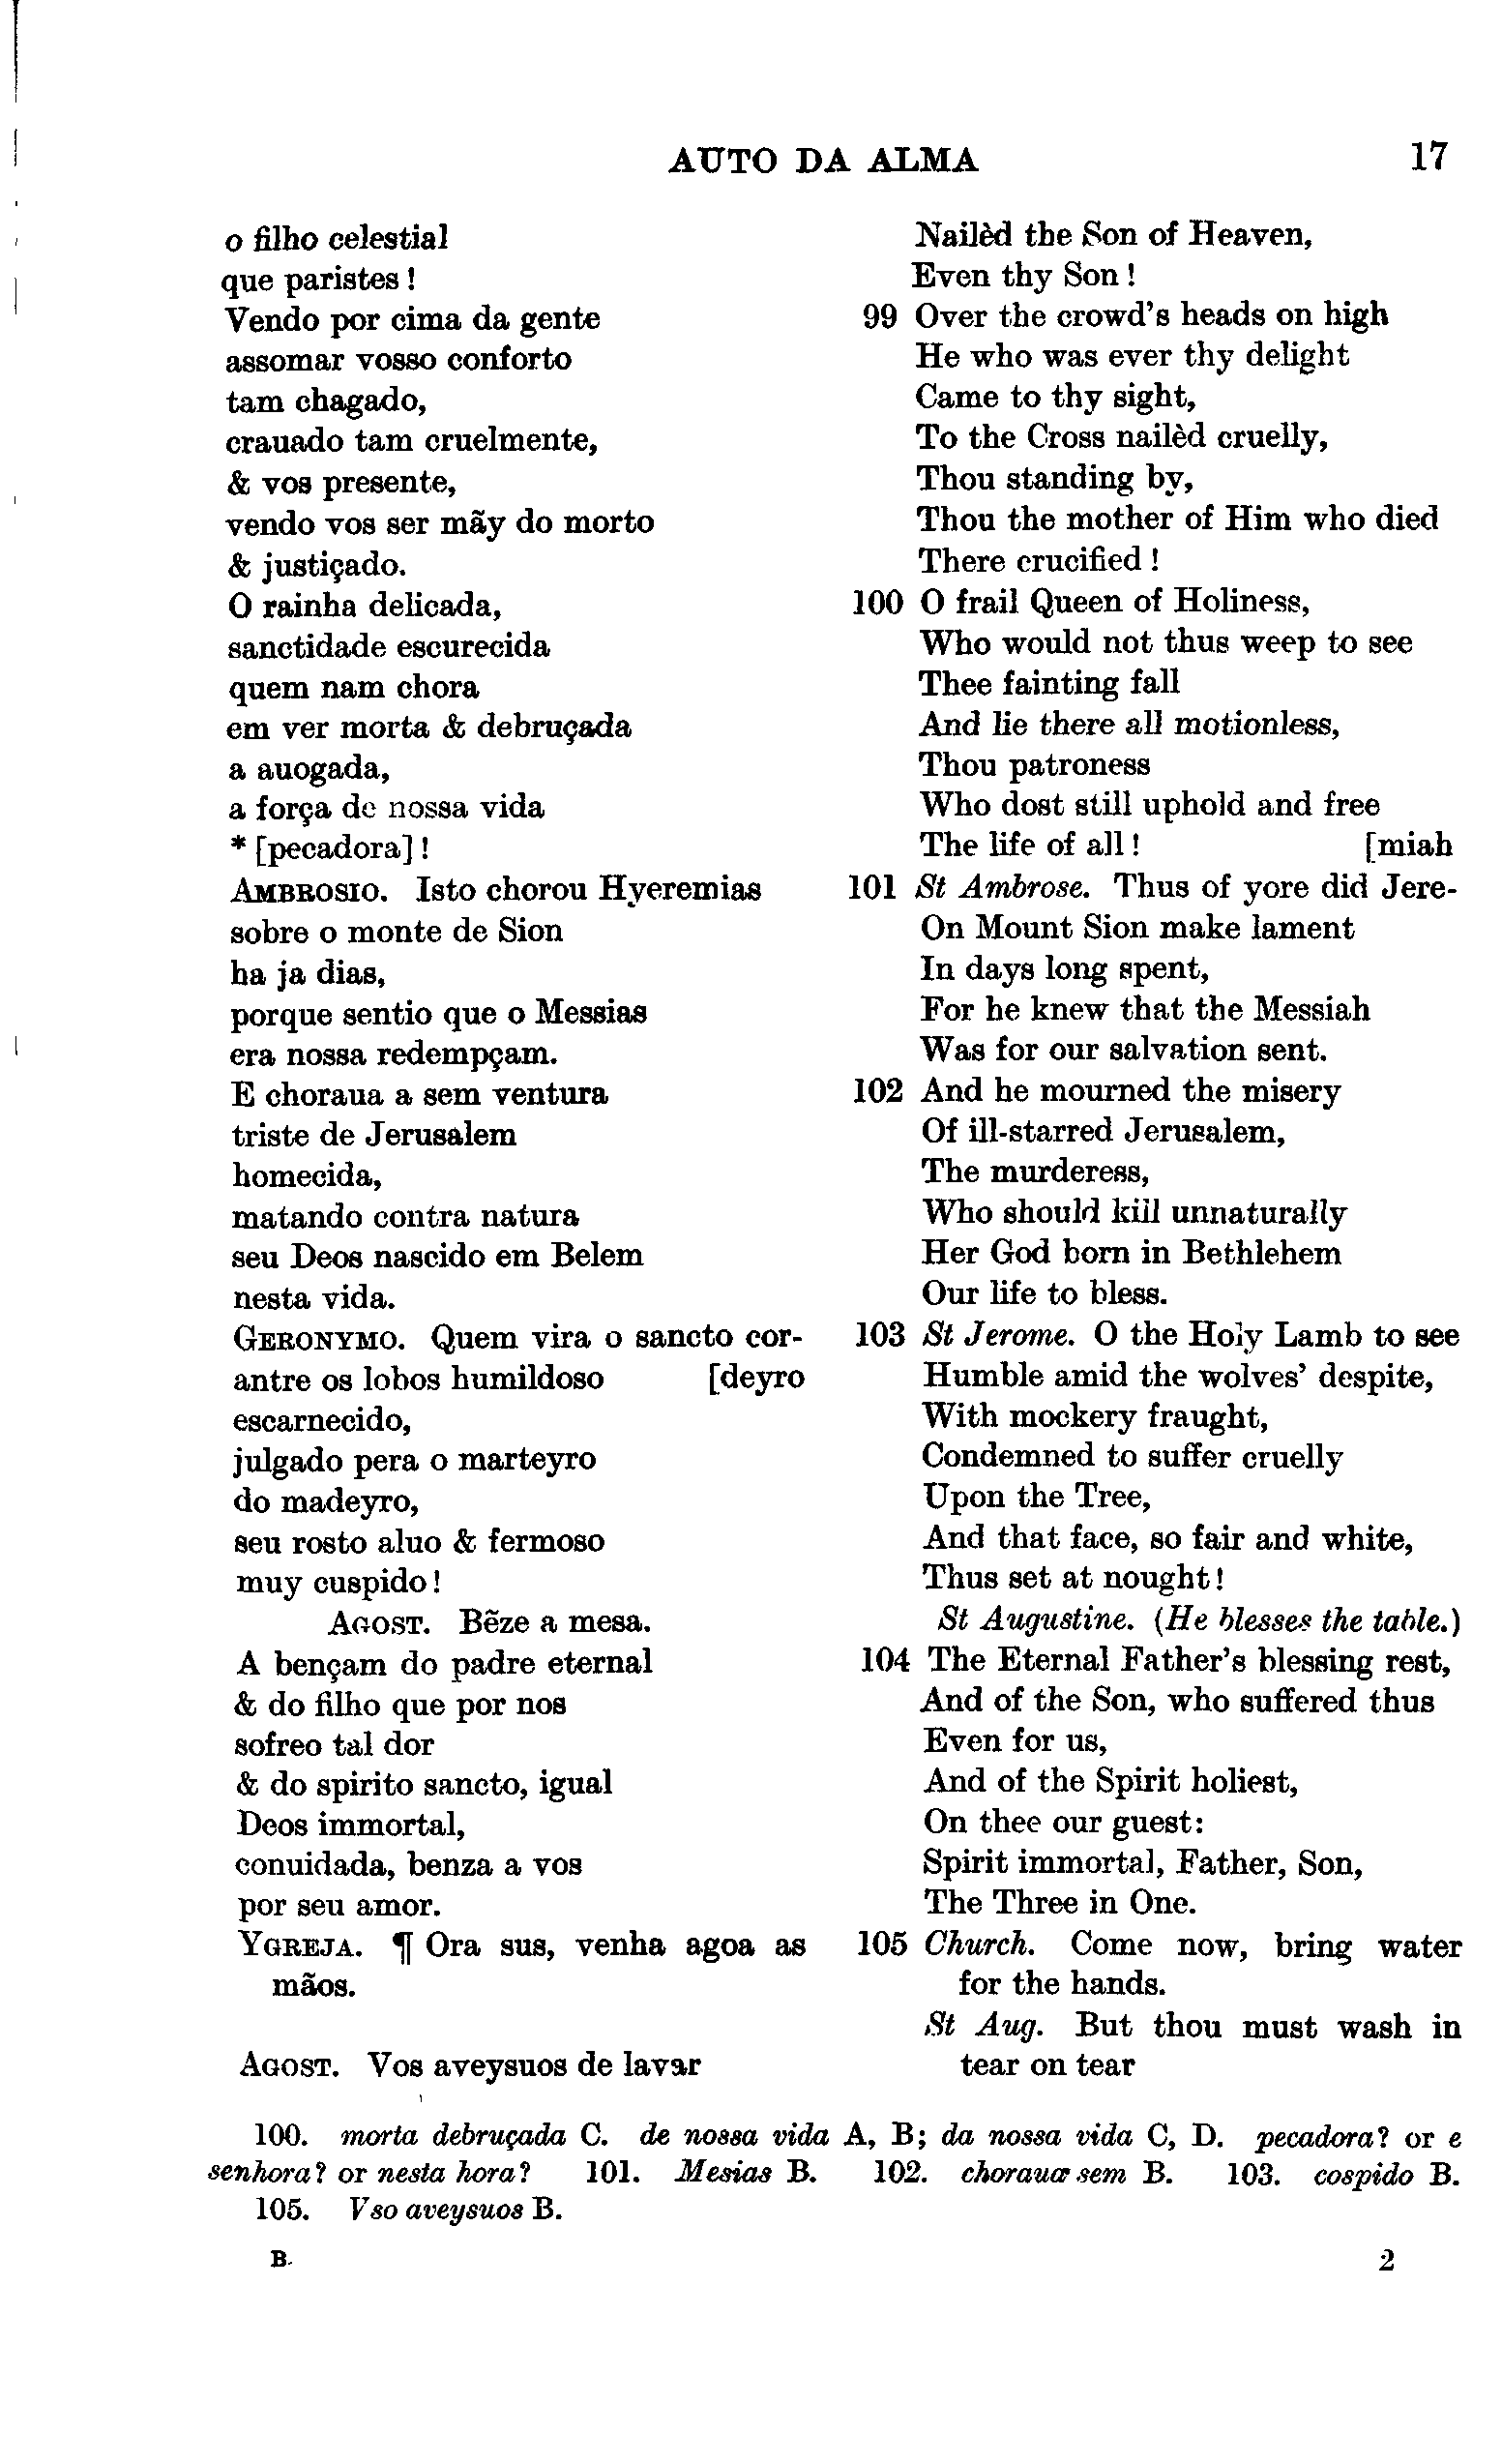 AUTO DA ALMA 17
o filho celestial
que paristes !
Vendo por cima da gente
assomar vosso conforto
tam chagado,
crauado tam cruelmente,
& vos presente,
vendo vos ser mãy do morto
& justiçado.
O rainha delicada,
sanctidade escurecida
quem nam chora
em ver morta & debruçada
a auogada,
a força de nossa vida
* [pecadora] !
AMBROSIO. Isto chorou Hyeremias
sobre o monte de Sion
ha ja dias,
porque sentio que o Messias
era nossa redempçam.
E choraua a sem ventura
triste de Jerusalem
homecida,
matando contra natura
seu Deos nascido em Belem
nesta vida.
GERONYMO. Quem vira o sancto cor-
antre os lobos humildoso [deyro
escarnecido,
julgado pera o marteyro
do madeyro,
seu rosto aluo & fermoso
muy cuspido !
AGOST. Bẽze a mesa.
A bençam do padre eternal
& do filho que por nos
sofreo tal dor
& do spirito sancto, igual
Deos immortal,
conuidada, benza a vos
por seu amor.
YGREJA. ¶ Ora sus, venha agoa as
mãos.
AGOST. Vos aveysuos de lavar
Nailèd the Son of Heaven,
Even thy Son !
99 Over the crowd's heads on high
He who was ever thy delight
Came to thy sight,
To the Cross nailèd cruelly,
Thou standing by,
Thou the mother of Him who died
There crucified !
100 O frail Queen of Holiness,
Who would not thus weep to see
Thee fainting fall
And lie there all motionless,
Thou patroness
Who dost still uphold and free
The life of all ! [miah
101 St Ambrose. Thus of yore did Jere-
On Mount Sion make lament
In days long spent,
For he knew that the Messiah
Was for our salvation sent.
102 And he mourned the misery
Of ill-starred Jerusalem,
The murderess,
Who should kill unnaturally
Her God born in Bethlehem
Our life to bless.
103 St Jerome. O the Holy Lamb to see
Humble amid the wolves' despite,
With mockery fraught,
Condemned to suffer cruelly
Upon the Tree,
And that face, so fair and white,
Thus set at nought !
St Augustine. (He blesses the table.)
104 The Eternal Father's blessing rest,
And of the Son, who suffered thus
Even for us,
And of the Spirit holiest,
On thee our guest:
Spirit immortal, Father, Son,
The Three in One.
105 Church. Come now, bring water
for the hands.
St Aug. But thou must wash in
tear on tear
100. morta debruçada C. de nossa vida A, B; da nossa vida C, D. pecadora? or e
senhora? or nesta hora? 101. Mesias B. 102. choraua sem B. 103. cospido B.
105. Vso aveysuos B.
B. 2